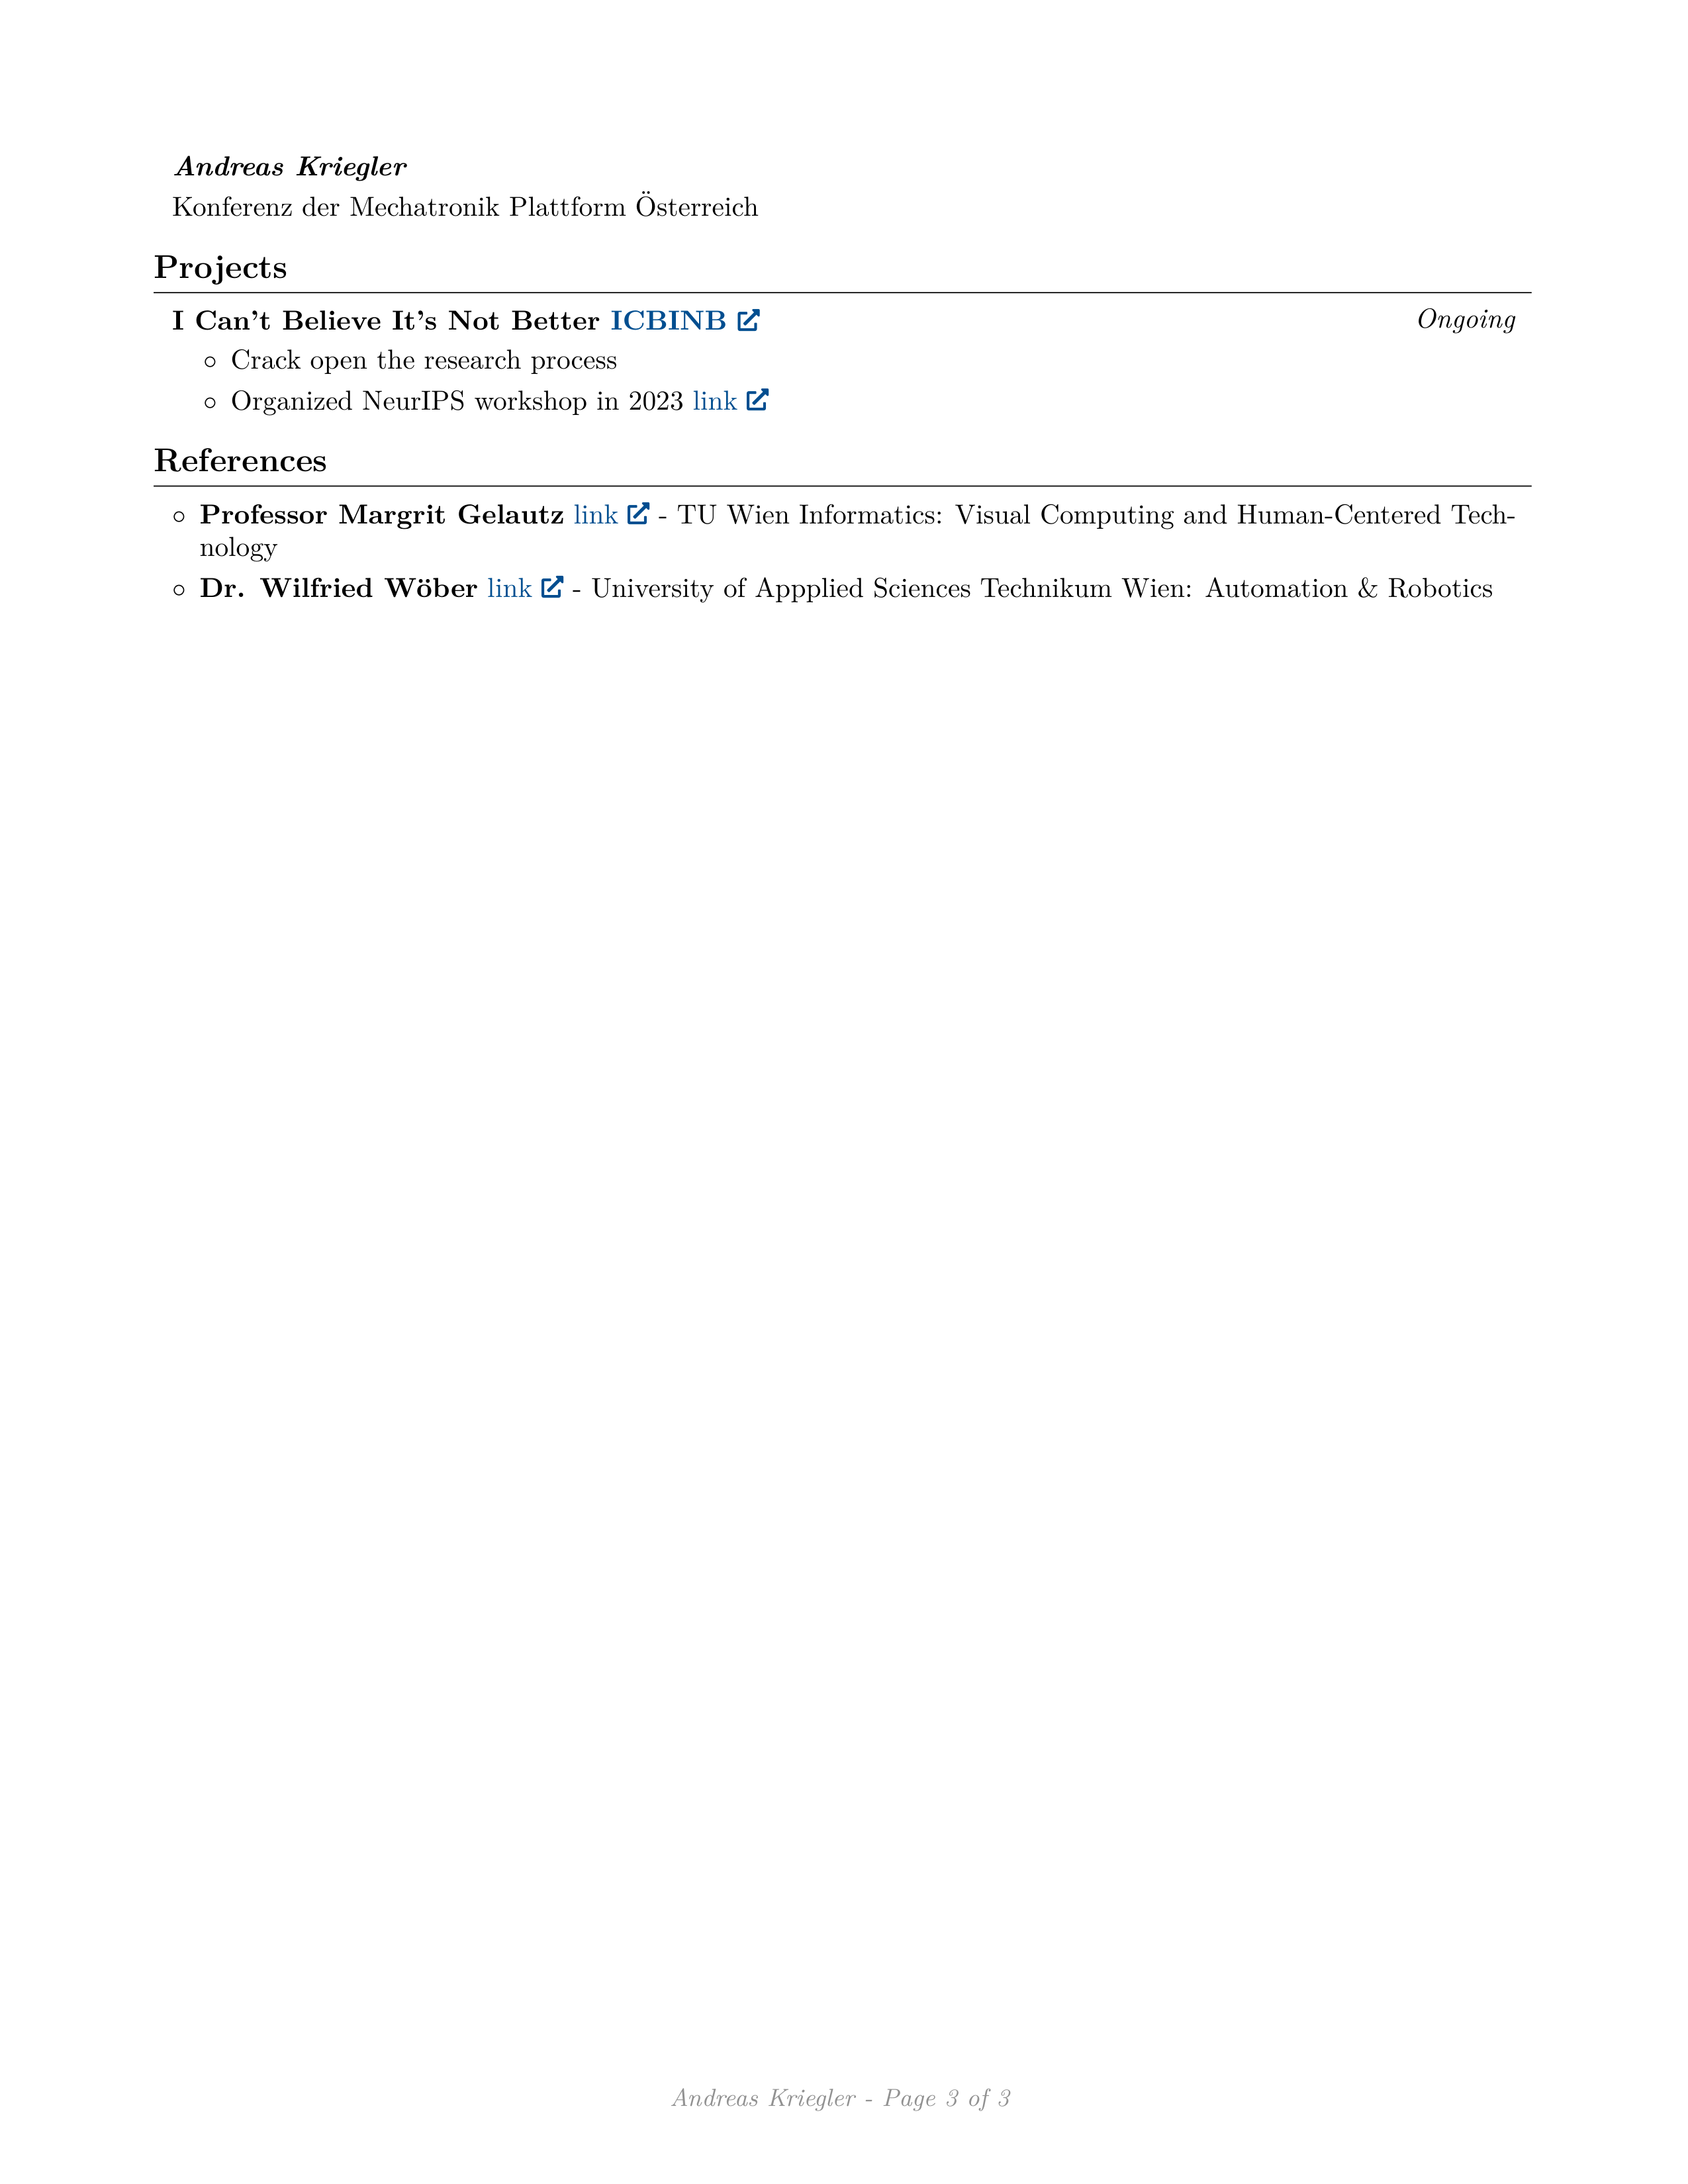 Andreas Kriegler
Konferenz der Mechatronik Plattform Österreich
Projects
I Can't Believe It's Not Better ICBINB Ongoing
◦ Crack open the research process
◦ Organized NeurIPS workshop in 2023 link
References
◦ Professor Margrit Gelautz link - TU Wien Informatics: Visual Computing and Human-Centered Tech-
nology
◦ Dr. Wilfried Wöber link - University of Appplied Sciences Technikum Wien: Automation & Robotics
Andreas Kriegler - Page 3 of 3